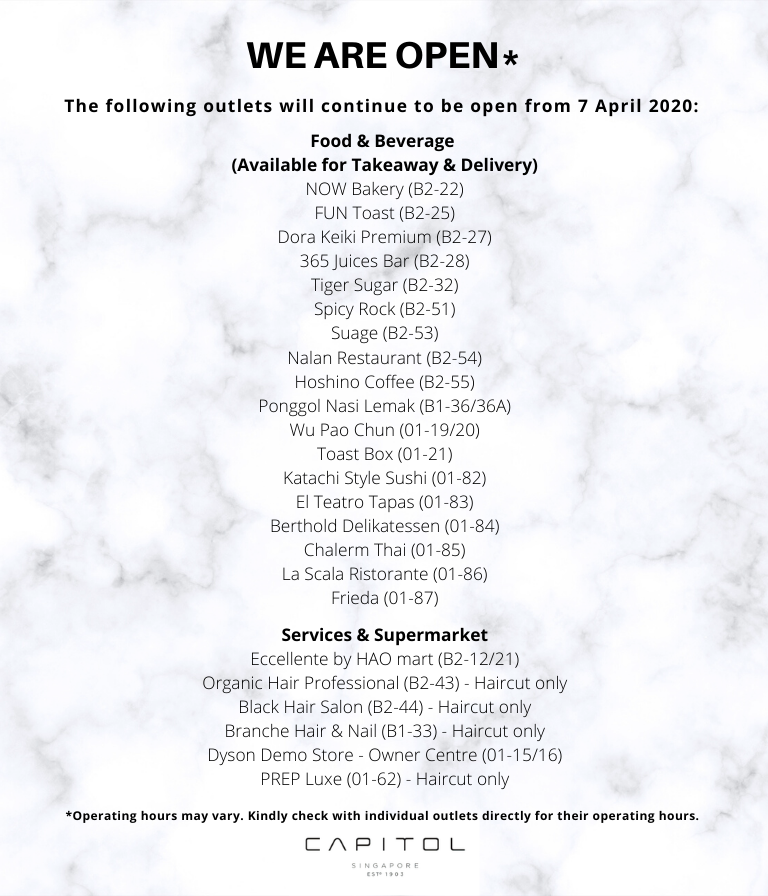 WE ARE OPEN*
The following outlets will continue to be open from 7 April 2020:
Food & Beverage
(Available for Takeaway & Delivery)
NOW Bakery (B2-22)
FUN Toast (B2-25)
Dora Keiki Premium (B2-27)
365 Juices Bar (B2-28)
Tiger Sugar (B2-32)
Spicy Rock (B2-51)
Suage (B2-53)
Nalan Restaurant (B2-54)
Hoshino Coffee (B2-55)
Ponggol Nasi Lemak (B1-36/36A)
Wu Pao Chun (01-19/20)
Toast Box (01-21)
Katachi Style Sushi (01-82)
El Teatro Tapas (01-83)
Berthold Delikatessen (01-84)
Chalerm Thai (01-85)
La Scala Ristorante (01-86)
Frieda (01-87)
Services & Supermarket
Eccellente by HAO mart (B2-12/21)
Organic Hair Professional (B2-43) - Haircut only
Black Hair Salon (B2-44) - Haircut only
Branche Hair & Nail (B1-33) - Haircut only
Dyson Demo Store - Owner Centre (01-15/16)
PREP Luxe (01-62) - Haircut only
*Operating hours may vary. Kindly check with individual outlets directly for their operating hours.
CAPITOL
SINGAPORE
ESTD 1903